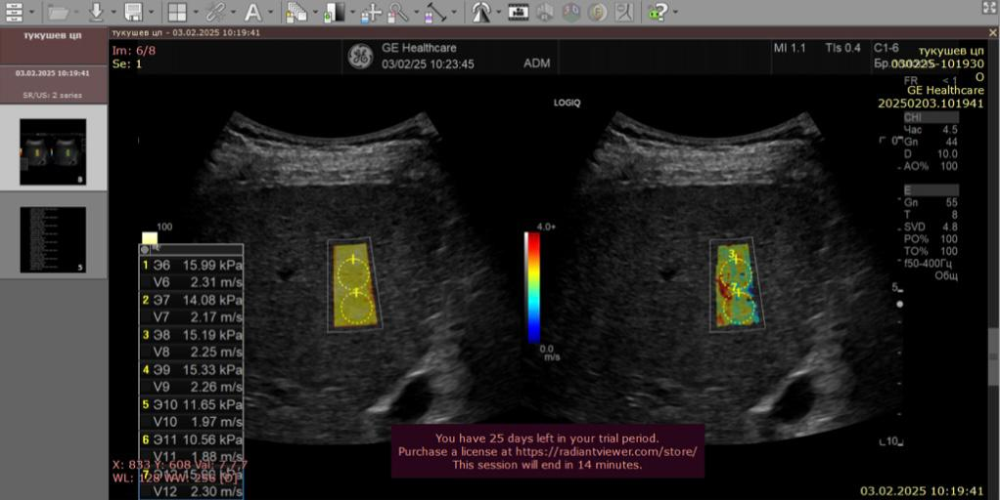 тукушев цп
03.02.2025 10:19:41
SR/US: 2 series
8
5
тукушев цп - 03.02.2025 10:19:41
Im: 6/8
Se: 1
GE Healthcare
03/02/25 10:23:45
ADM
MI 1.1
TIs 0.4
C1-6
тукушев цп
030225-101930
O
FR < 1
GE Healthcare
20250203.101941
LOGIQ
CHI
Час 4.5
Gn 44
D 10.0
AO% 100
E
Gn 55
T 8
SVD 4.8
PO% 100
TO% 100
f50-400Гц
Общ
0
5
10
100
4.0+
0.0
m/s
3
7
1 Э6 15.99 kPa
V6 2.31 m/s
2 Э7 14.08 kPa
V7 2.17 m/s
3 Э8 15.19 kPa
V8 2.25 m/s
4 Э9 15.33 kPa
V9 2.26 m/s
5 Э10 11.65 kPa
V10 1.97 m/s
6 Э11 10.56 kPa
V11 1.88 m/s
7
V12 2.30 m/s
X: 833 Y: 608 Val: 7,7,7
WL: 128 WW: 256 [D]
You have 25 days left in your trial period.
Purchase a license at https://radiantviewer.com/store/
This session will end in 14 minutes.
03.02.2025 10:19:41